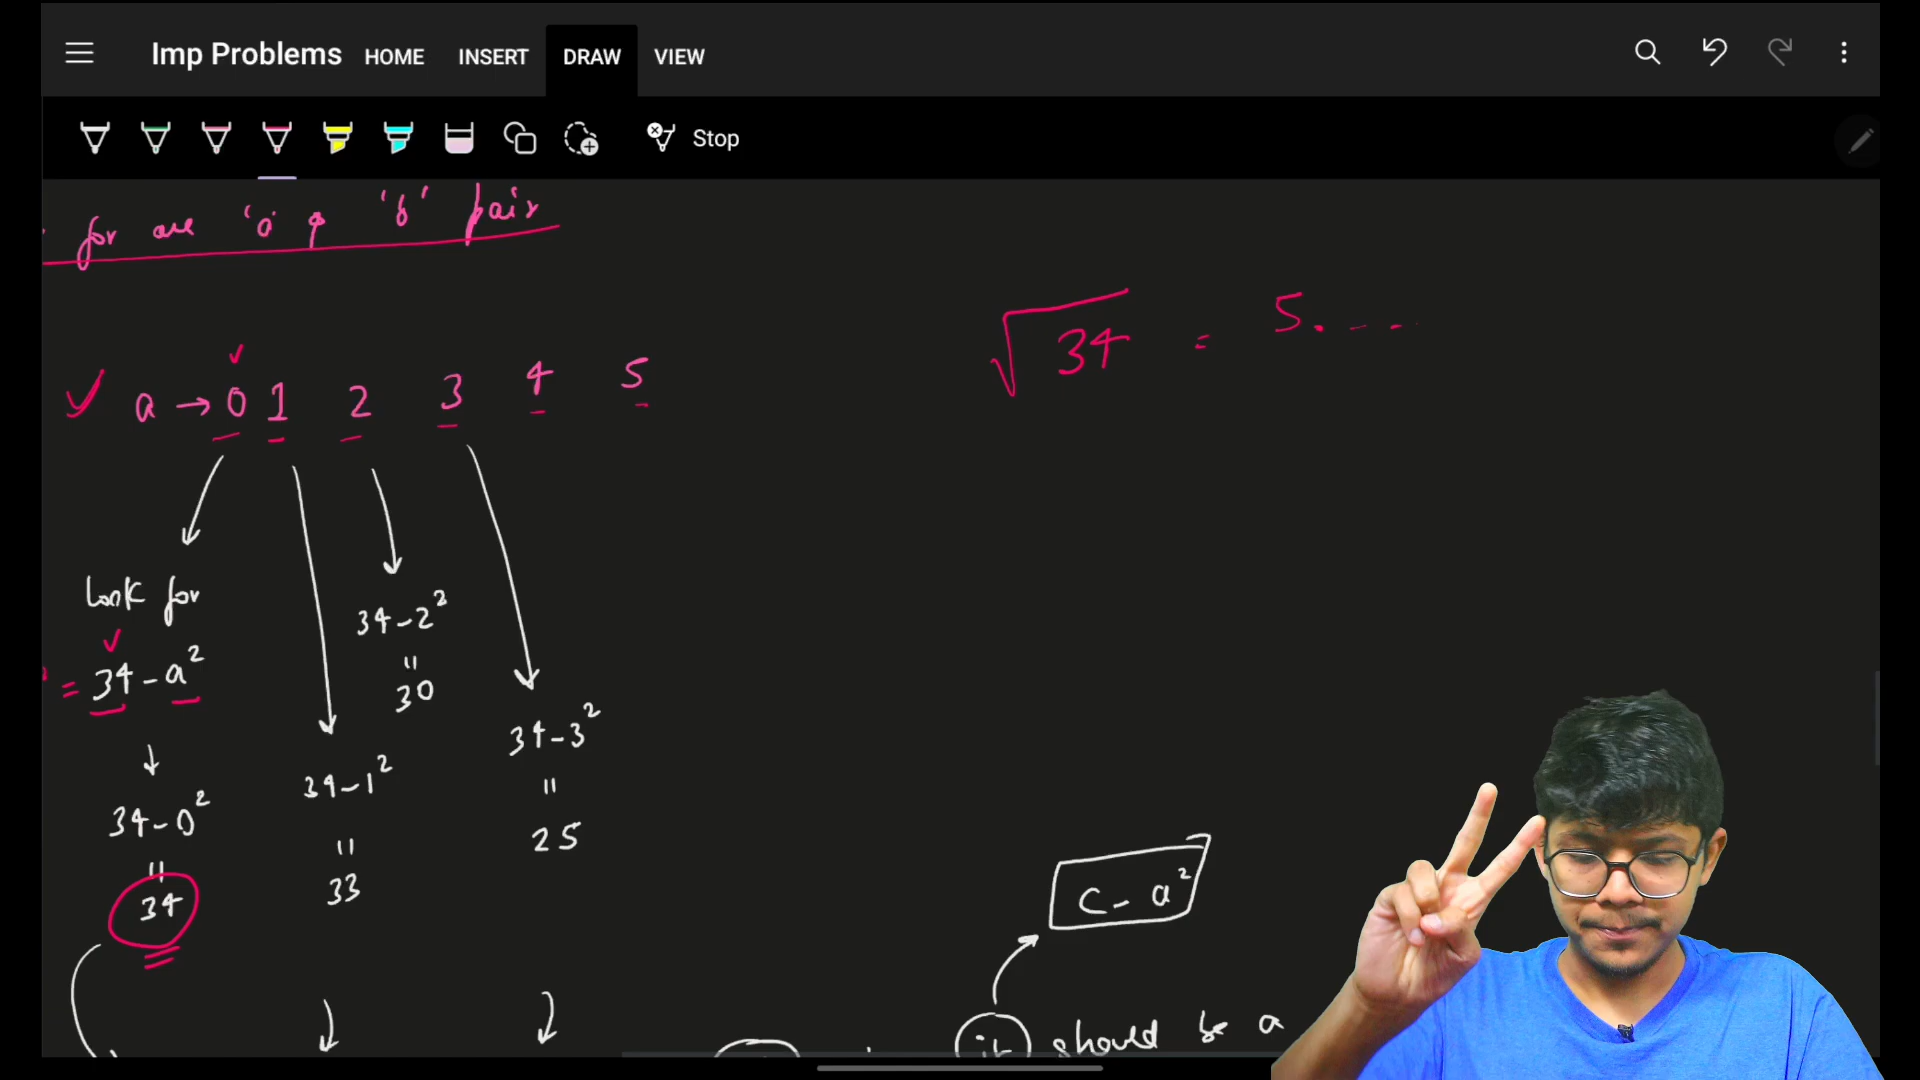 Imp Problems HOME INSERT DRAW VIEW
Stop
for 'a' 'b' pair
√34 = 5. - - -
a → 0 1 2 3 4 5
Look for
= 34 - a²
34 - 0²
=
34
34 - 1²
=
33
34 - 2²
=
30
34 - 3²
=
25
c - a²
it should be a